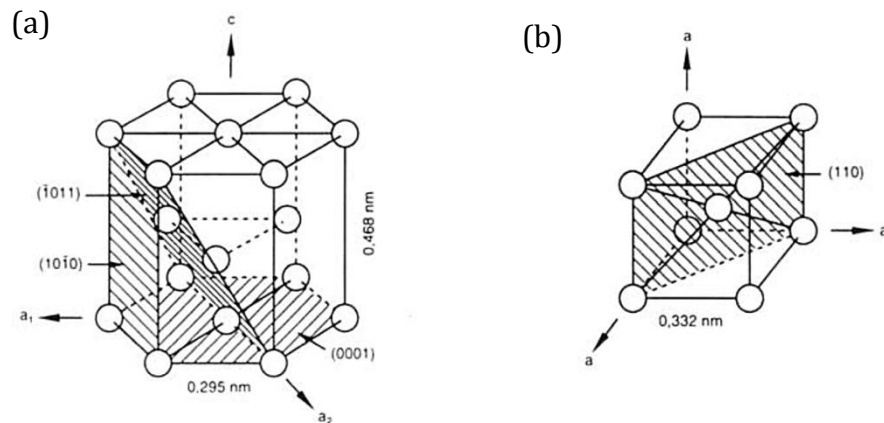 (a)
c
(1̄011)
(101̄0)
0,468 nm
a₁
(0001)
0.295 nm
a₂
(b)
a
(110)
a
0,332 nm
a